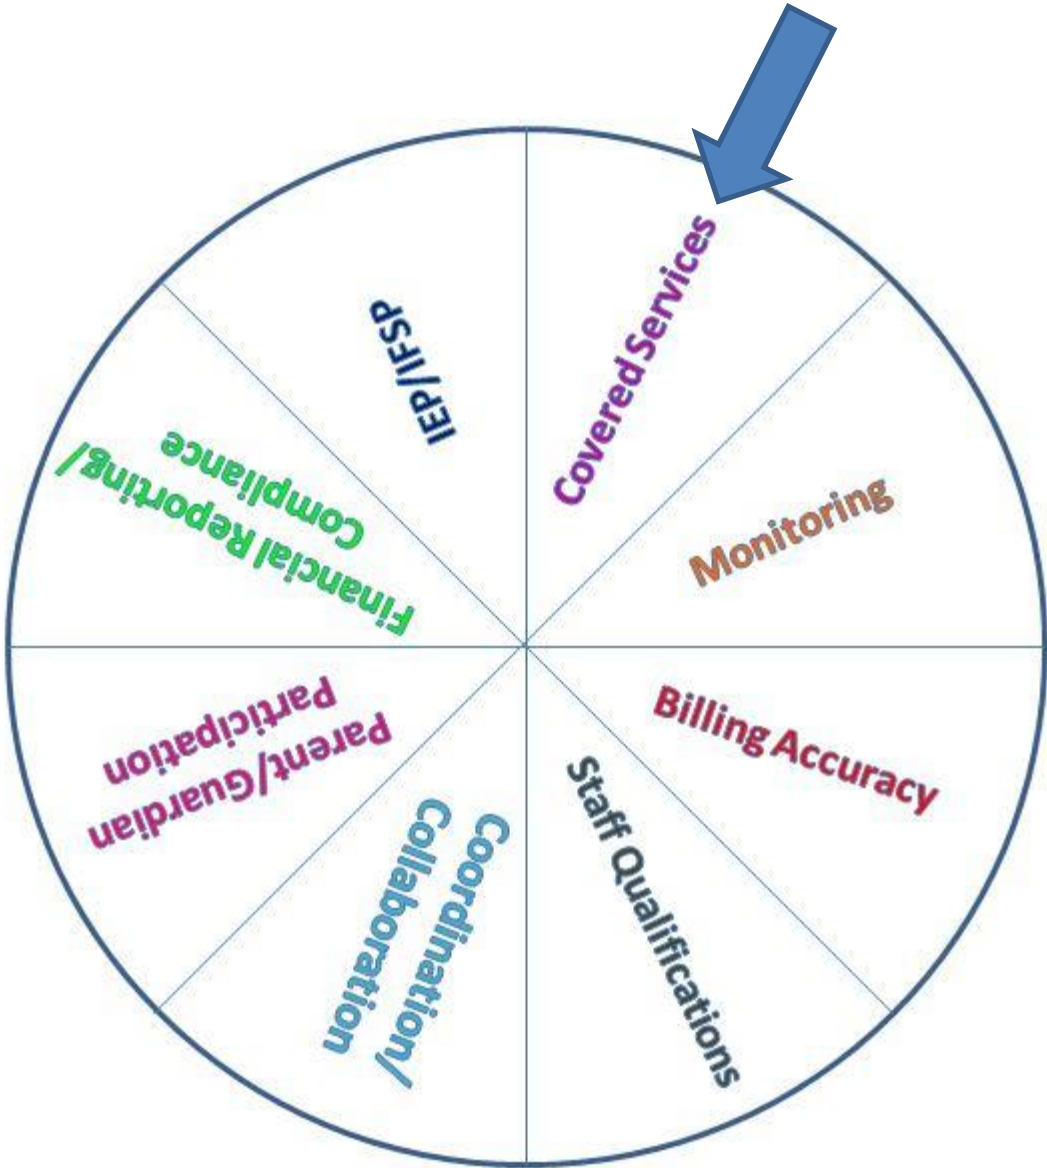 Covered Services
Monitoring
Billing Accuracy
Staff Qualifications
Coordination/
Collaboration
Parent/Guardian
Participation
Financial Reporting/
Compliance
IEP/IFSP